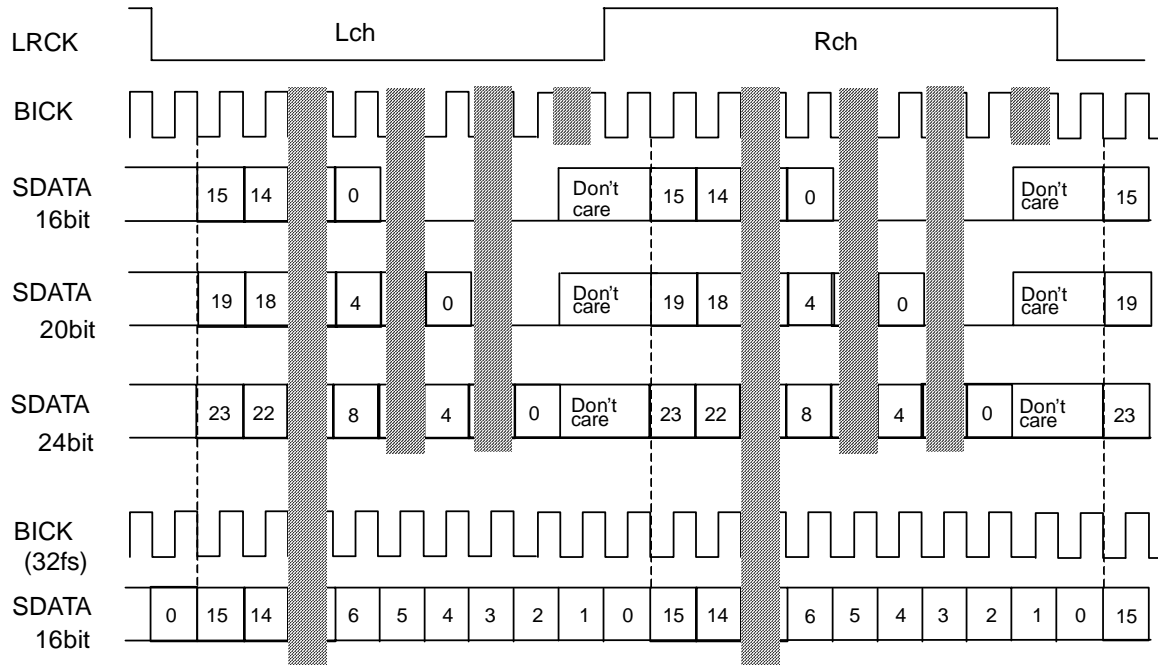 LRCK Lch Rch
BICK
SDATA 15 14 0 Don't 15 14 0 Don't 15
16bit care care
SDATA 19 18 4 0 Don't 19 18 4 0 Don't 19
20bit care care
SDATA 23 22 8 4 0 Don't 23 22 8 4 0 Don't 23
24bit care care
BICK
(32fs)
SDATA 0 15 14 6 5 4 3 2 1 0 15 14 6 5 4 3 2 1 0 15
16bit